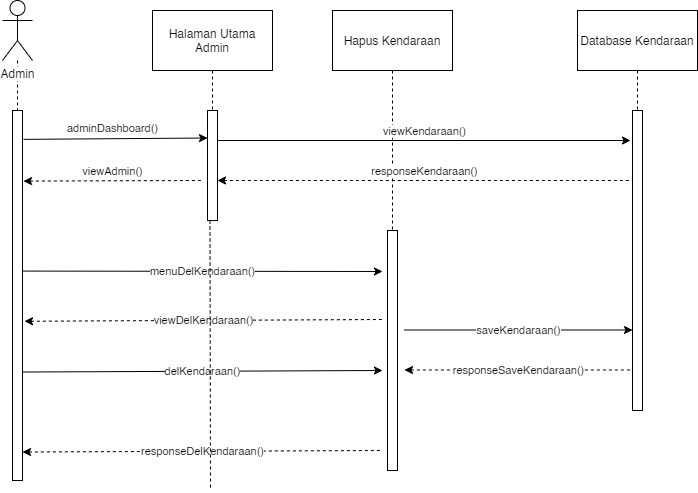 Admin
Halaman Utama
Admin
Hapus Kendaraan
Database Kendaraan
adminDashboard()
viewKendaraan()
viewAdmin()
responseKendaraan()
menuDelKendaraan()
viewDelKendaraan()
saveKendaraan()
delKendaraan()
responseSaveKendaraan()
responseDelKendaraan()